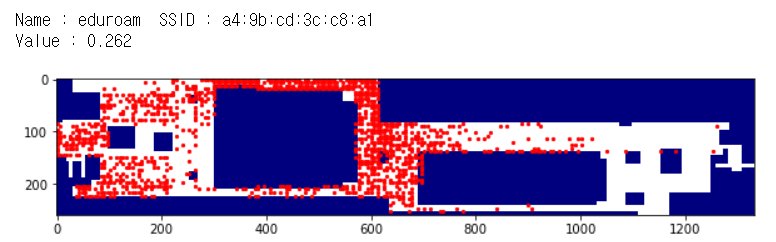 Name : eduroam  SSID : a4:9b:cd:3c:c8:a1
Value : 0.262
0
100
200
0 200 400 600 800 1000 1200